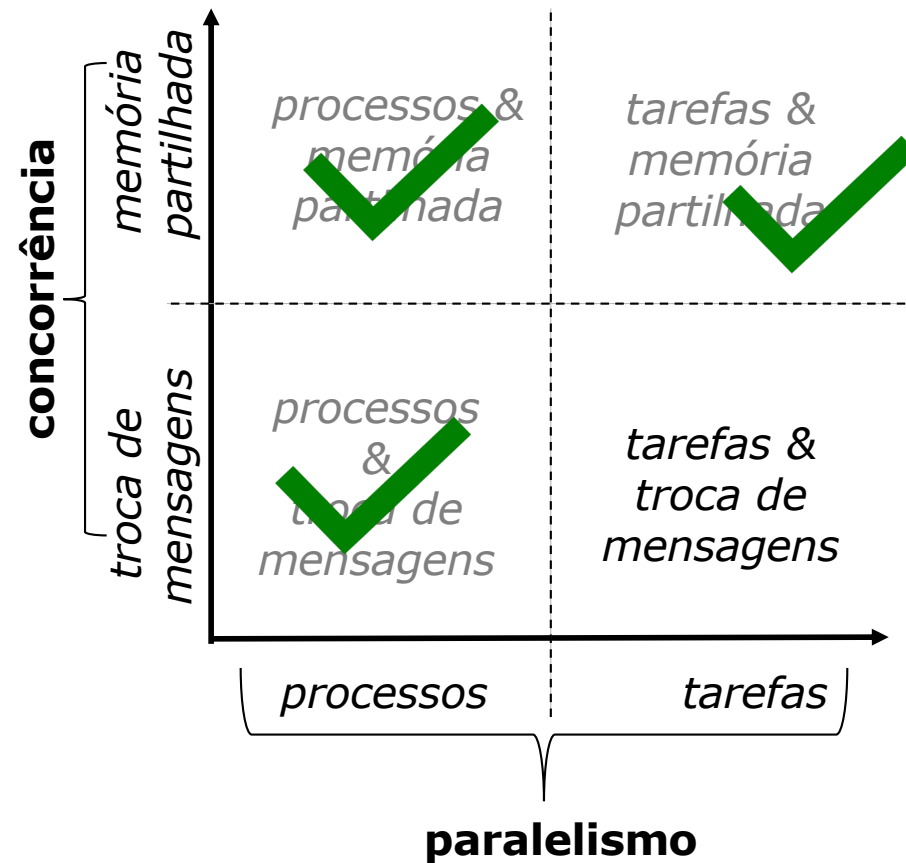 concorrência
memória
partilhada
troca de
mensagens
processos &
memória
partilhada
tarefas &
memória
partilhada
processos
&
troca de
mensagens
tarefas &
troca de
mensagens
processos
tarefas
paralelismo